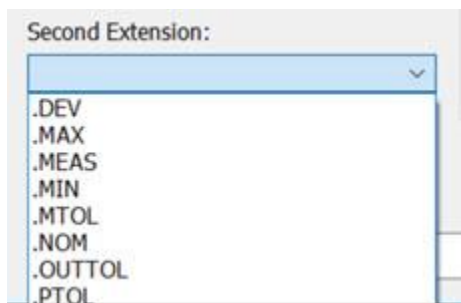 Second Extension:
.DEV
.MAX
.MEAS
.MIN
.MTOL
.NOM
.OUTTOL
.PTOL